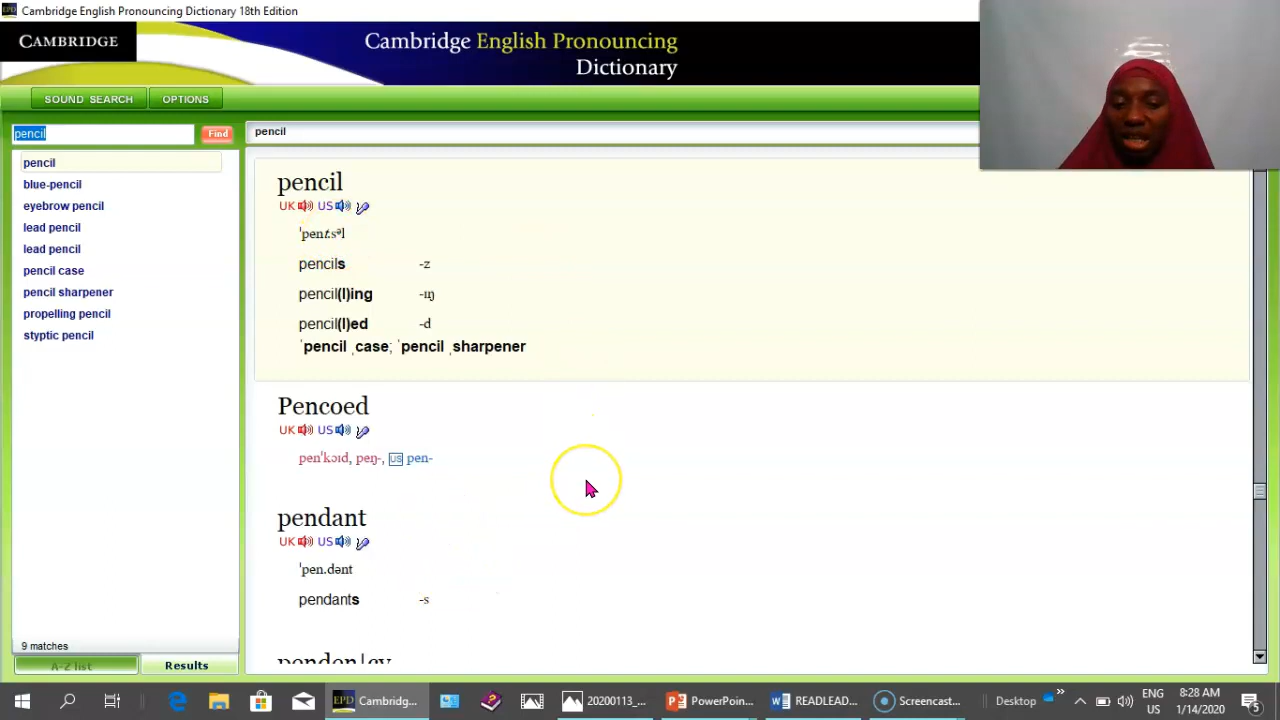 Cambridge English Pronouncing Dictionary 18th Edition
CAMBRIDGE
Cambridge English Pronouncing
Dictionary
SOUND SEARCH OPTIONS
pencil Find
pencil
blue-pencil
eyebrow pencil
lead pencil
lead pencil
pencil case
pencil sharpener
propelling pencil
styptic pencil
9 matches
A-Z list Results
pencil
pencil
UK US
ˈpent.sᵊl
pencils -z
pencil(l)ing -ɪŋ
pencil(l)ed -d
ˈpencil ˌcase; ˈpencil ˌsharpener
Pencoed
UK US
penˈkɔɪd, peŋ-, US pen-
pendant
UK US
ˈpen.dənt
pendants -s
penden|cy
Cambridg... 20200113_... PowerPoin... READLEAD... Screencast... Desktop ENG US 8:28 AM 1/14/2020 5